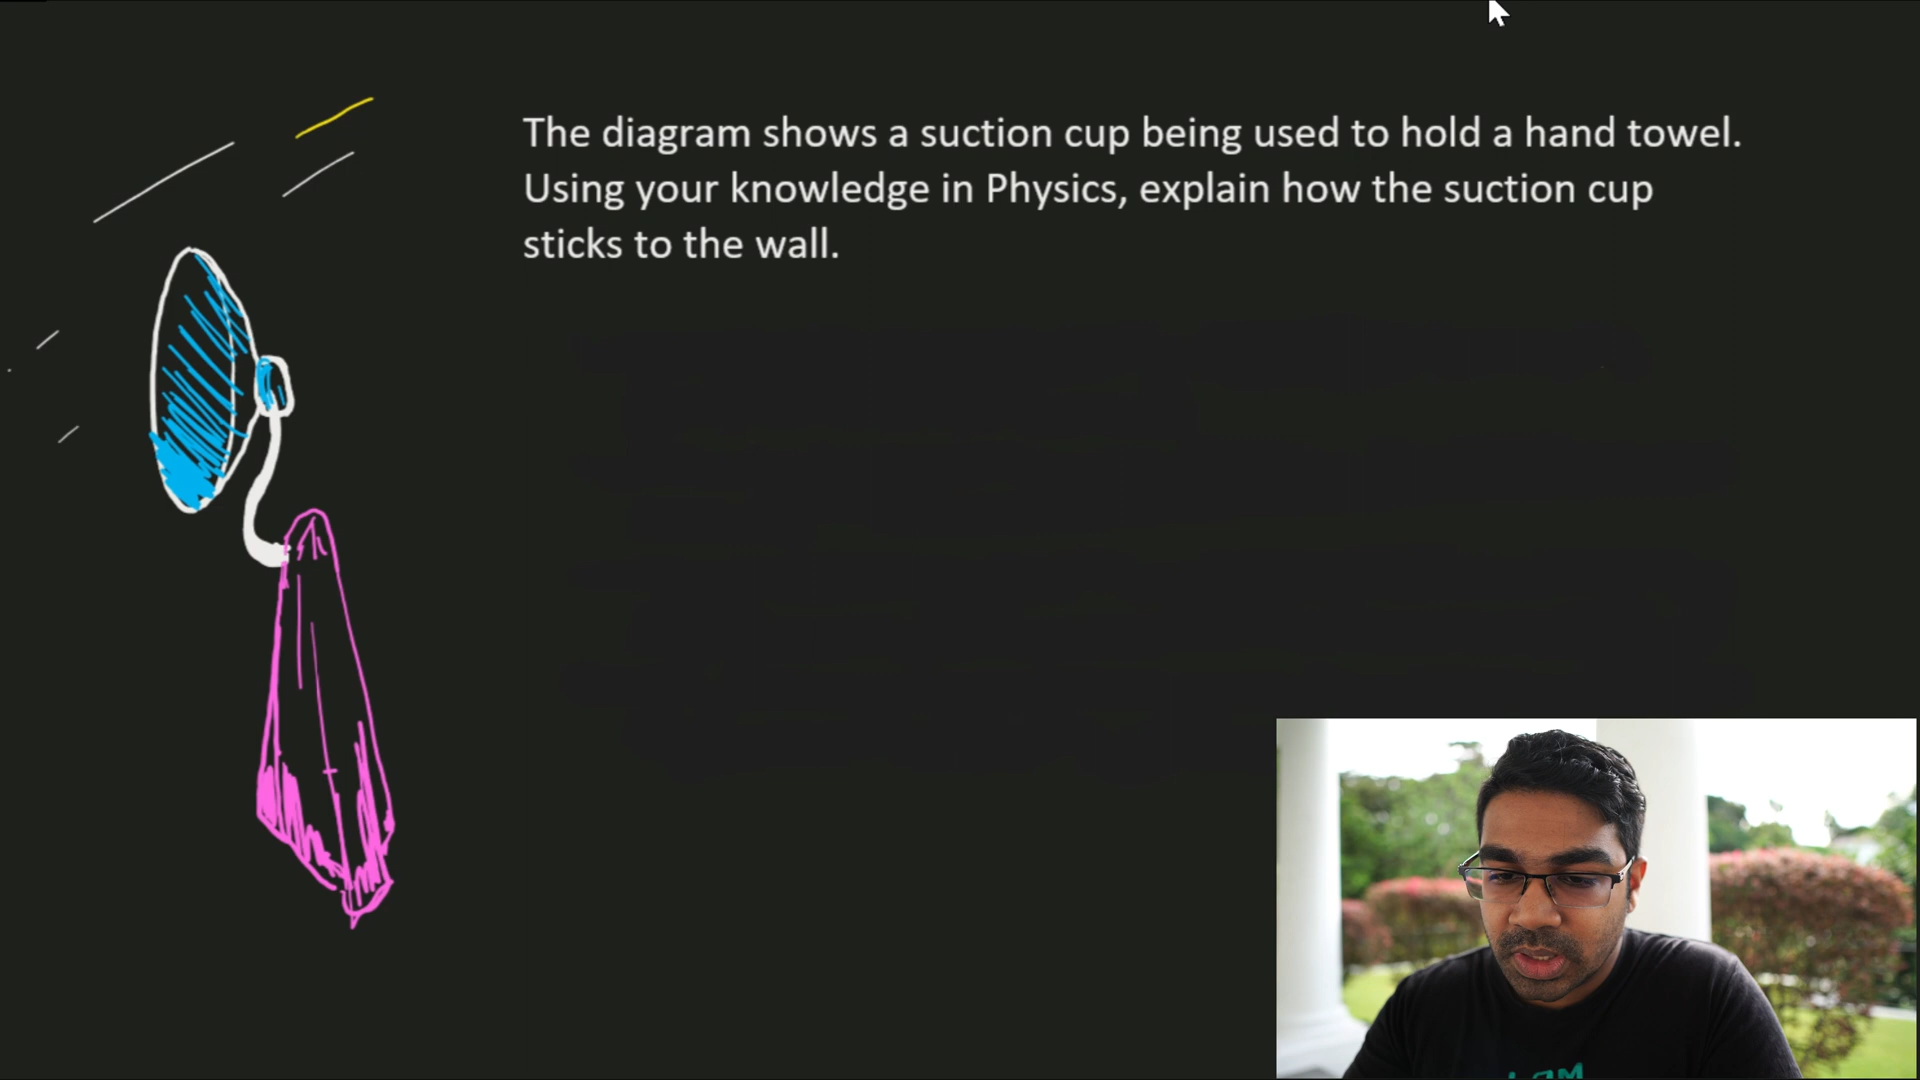 The diagram shows a suction cup being used to hold a hand towel.
Using your knowledge in Physics, explain how the suction cup
sticks to the wall.